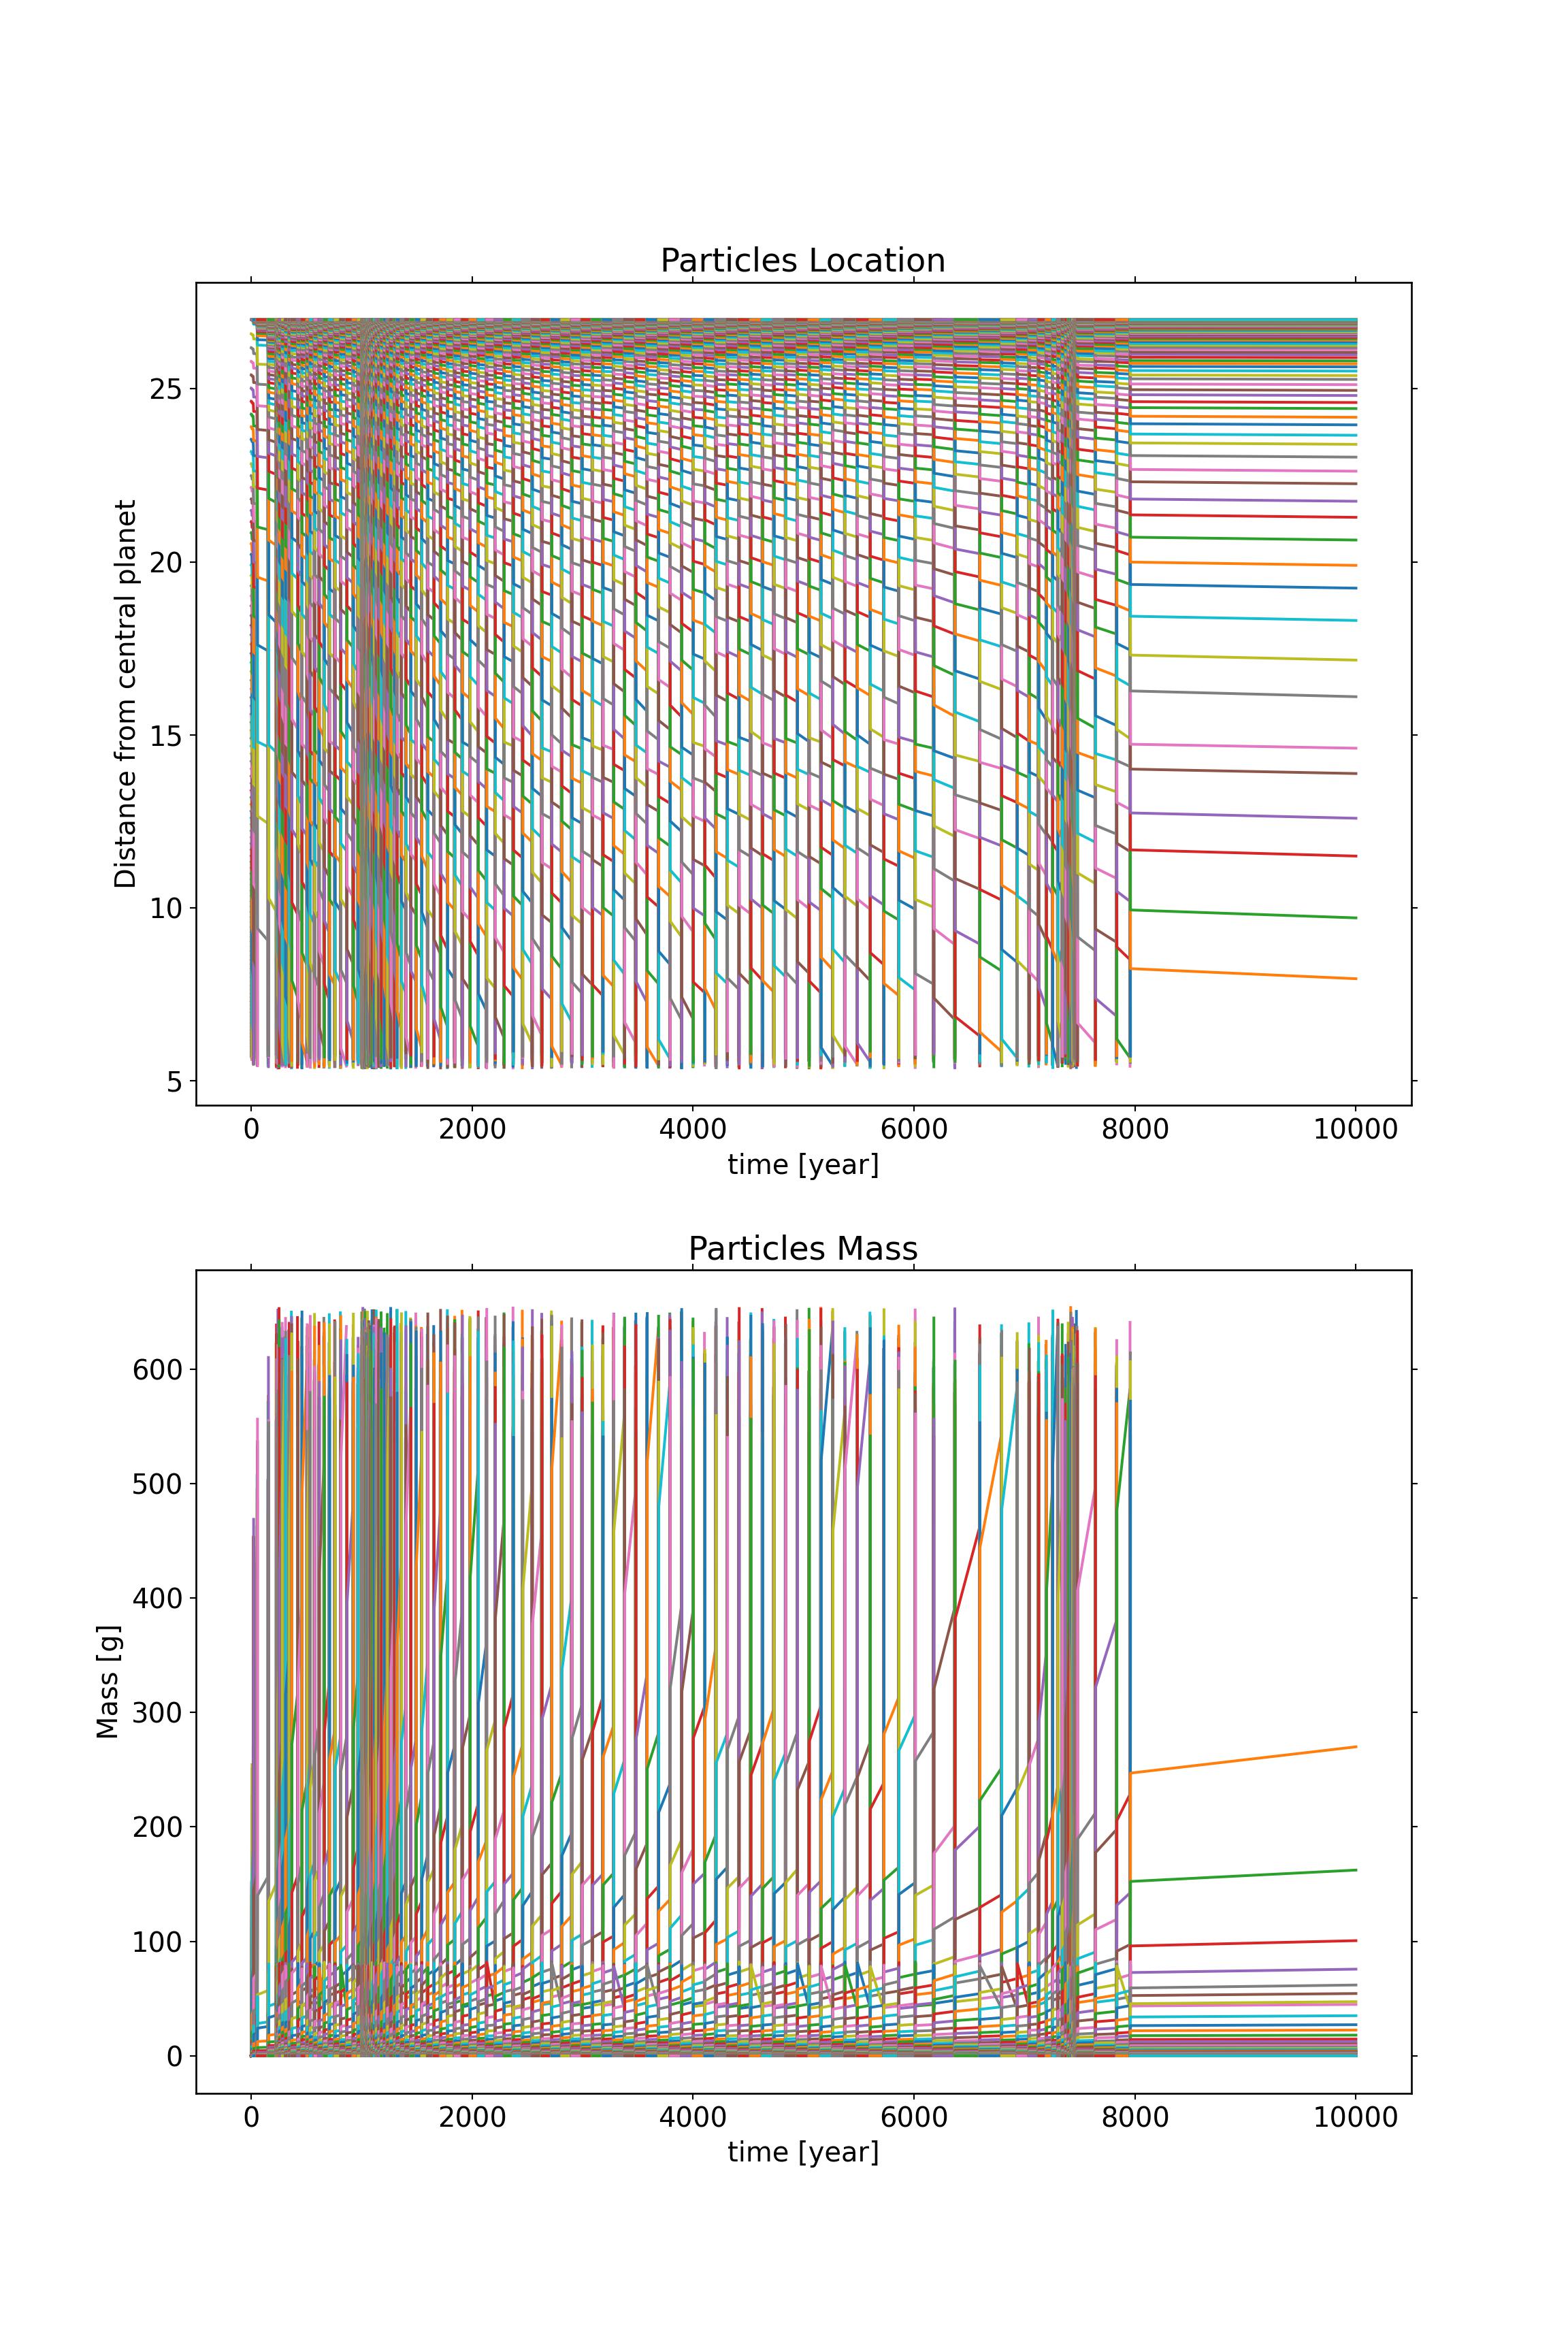 Particles Location
Distance from central planet
25
20
15
10
5
0 2000 4000 6000 8000 10000
time [year]
Particles Mass
Mass [g]
600
500
400
300
200
100
0
0 2000 4000 6000 8000 10000
time [year]